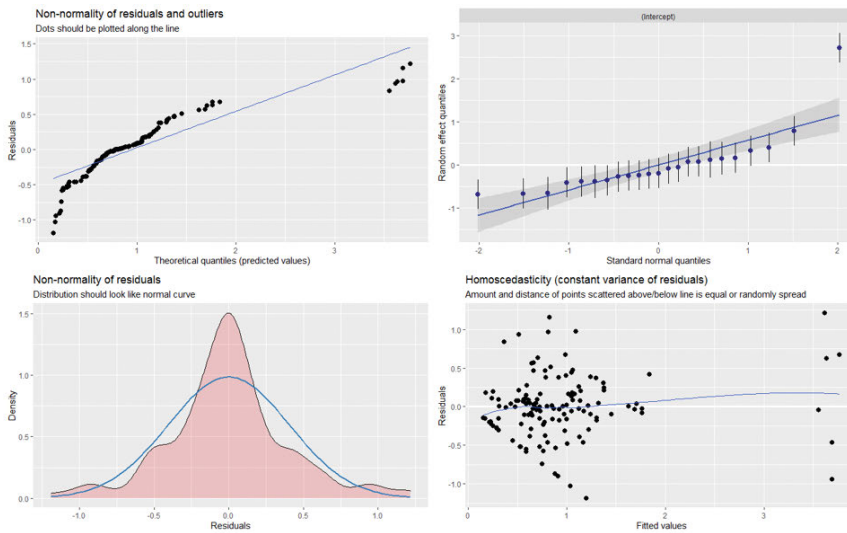 Non-normality of residuals and outliers
Dots should be plotted along the line
1.5
1.0
0.5
0.0
-0.5
-1.0
Residuals
0
1
2
3
Theoretical quantiles (predicted values)
(Intercept)
3
2
1
0
-1
Random effect quantiles
-2
-1
0
1
2
Standard normal quantiles
Non-normality of residuals
Distribution should look like normal curve
1.5
1.0
0.5
0.0
Density
-1.0
-0.5
0.0
0.5
1.0
Residuals
Homoscedasticity (constant variance of residuals)
Amount and distance of points scattered above/below line is equal or randomly spread
1.0
0.5
0.0
-0.5
-1.0
Residuals
0
1
2
3
Fitted values